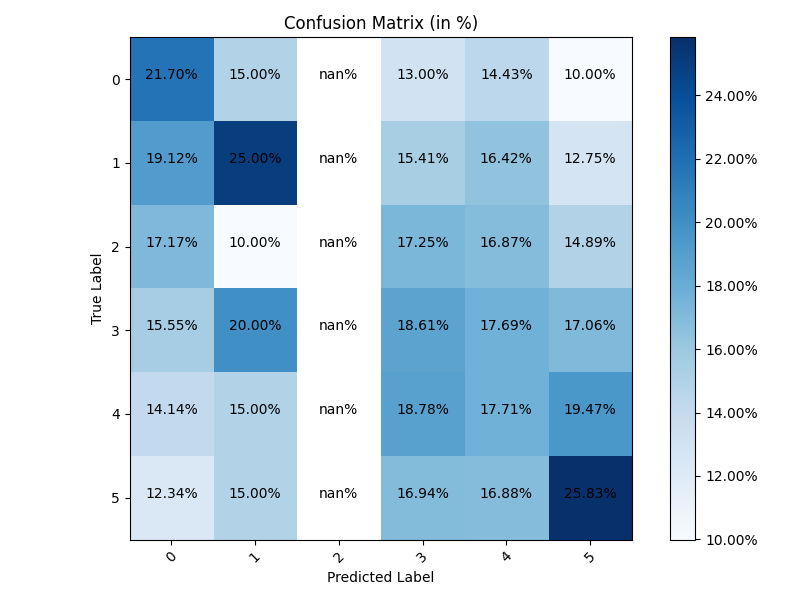 Confusion Matrix (in %)
True Label
0 21.70% 15.00% nan% 13.00% 14.43% 10.00%
1 19.12% 25.00% nan% 15.41% 16.42% 12.75%
2 17.17% 10.00% nan% 17.25% 16.87% 14.89%
3 15.55% 20.00% nan% 18.61% 17.69% 17.06%
4 14.14% 15.00% nan% 18.78% 17.71% 19.47%
5 12.34% 15.00% nan% 16.94% 16.88% 25.83%
0 1 2 3 4 5
Predicted Label
24.00%
22.00%
20.00%
18.00%
16.00%
14.00%
12.00%
10.00%